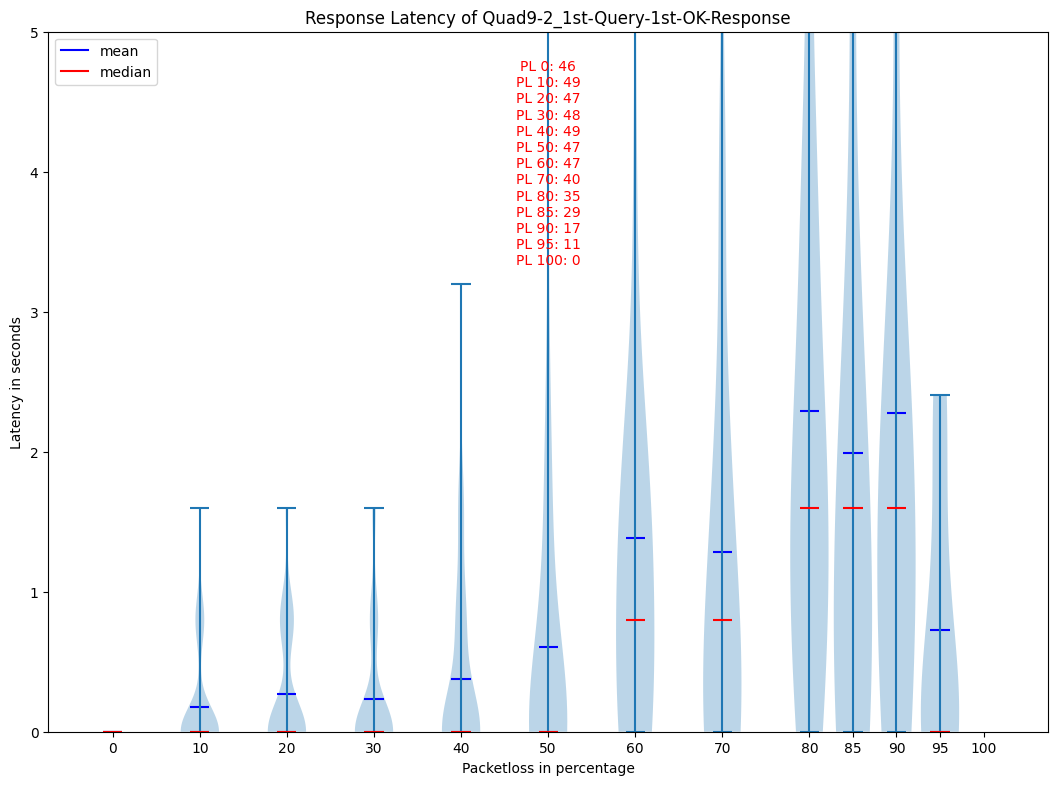 Response Latency of Quad9-2_1st-Query-1st-OK-Response
mean
median
PL 0: 46
PL 10: 49
PL 20: 47
PL 30: 48
PL 40: 49
PL 50: 47
PL 60: 47
PL 70: 40
PL 80: 35
PL 85: 29
PL 90: 17
PL 95: 11
PL 100: 0
Latency in seconds
5
4
3
2
1
0
0 10 20 30 40 50 60 70 80 85 90 95 100
Packetloss in percentage